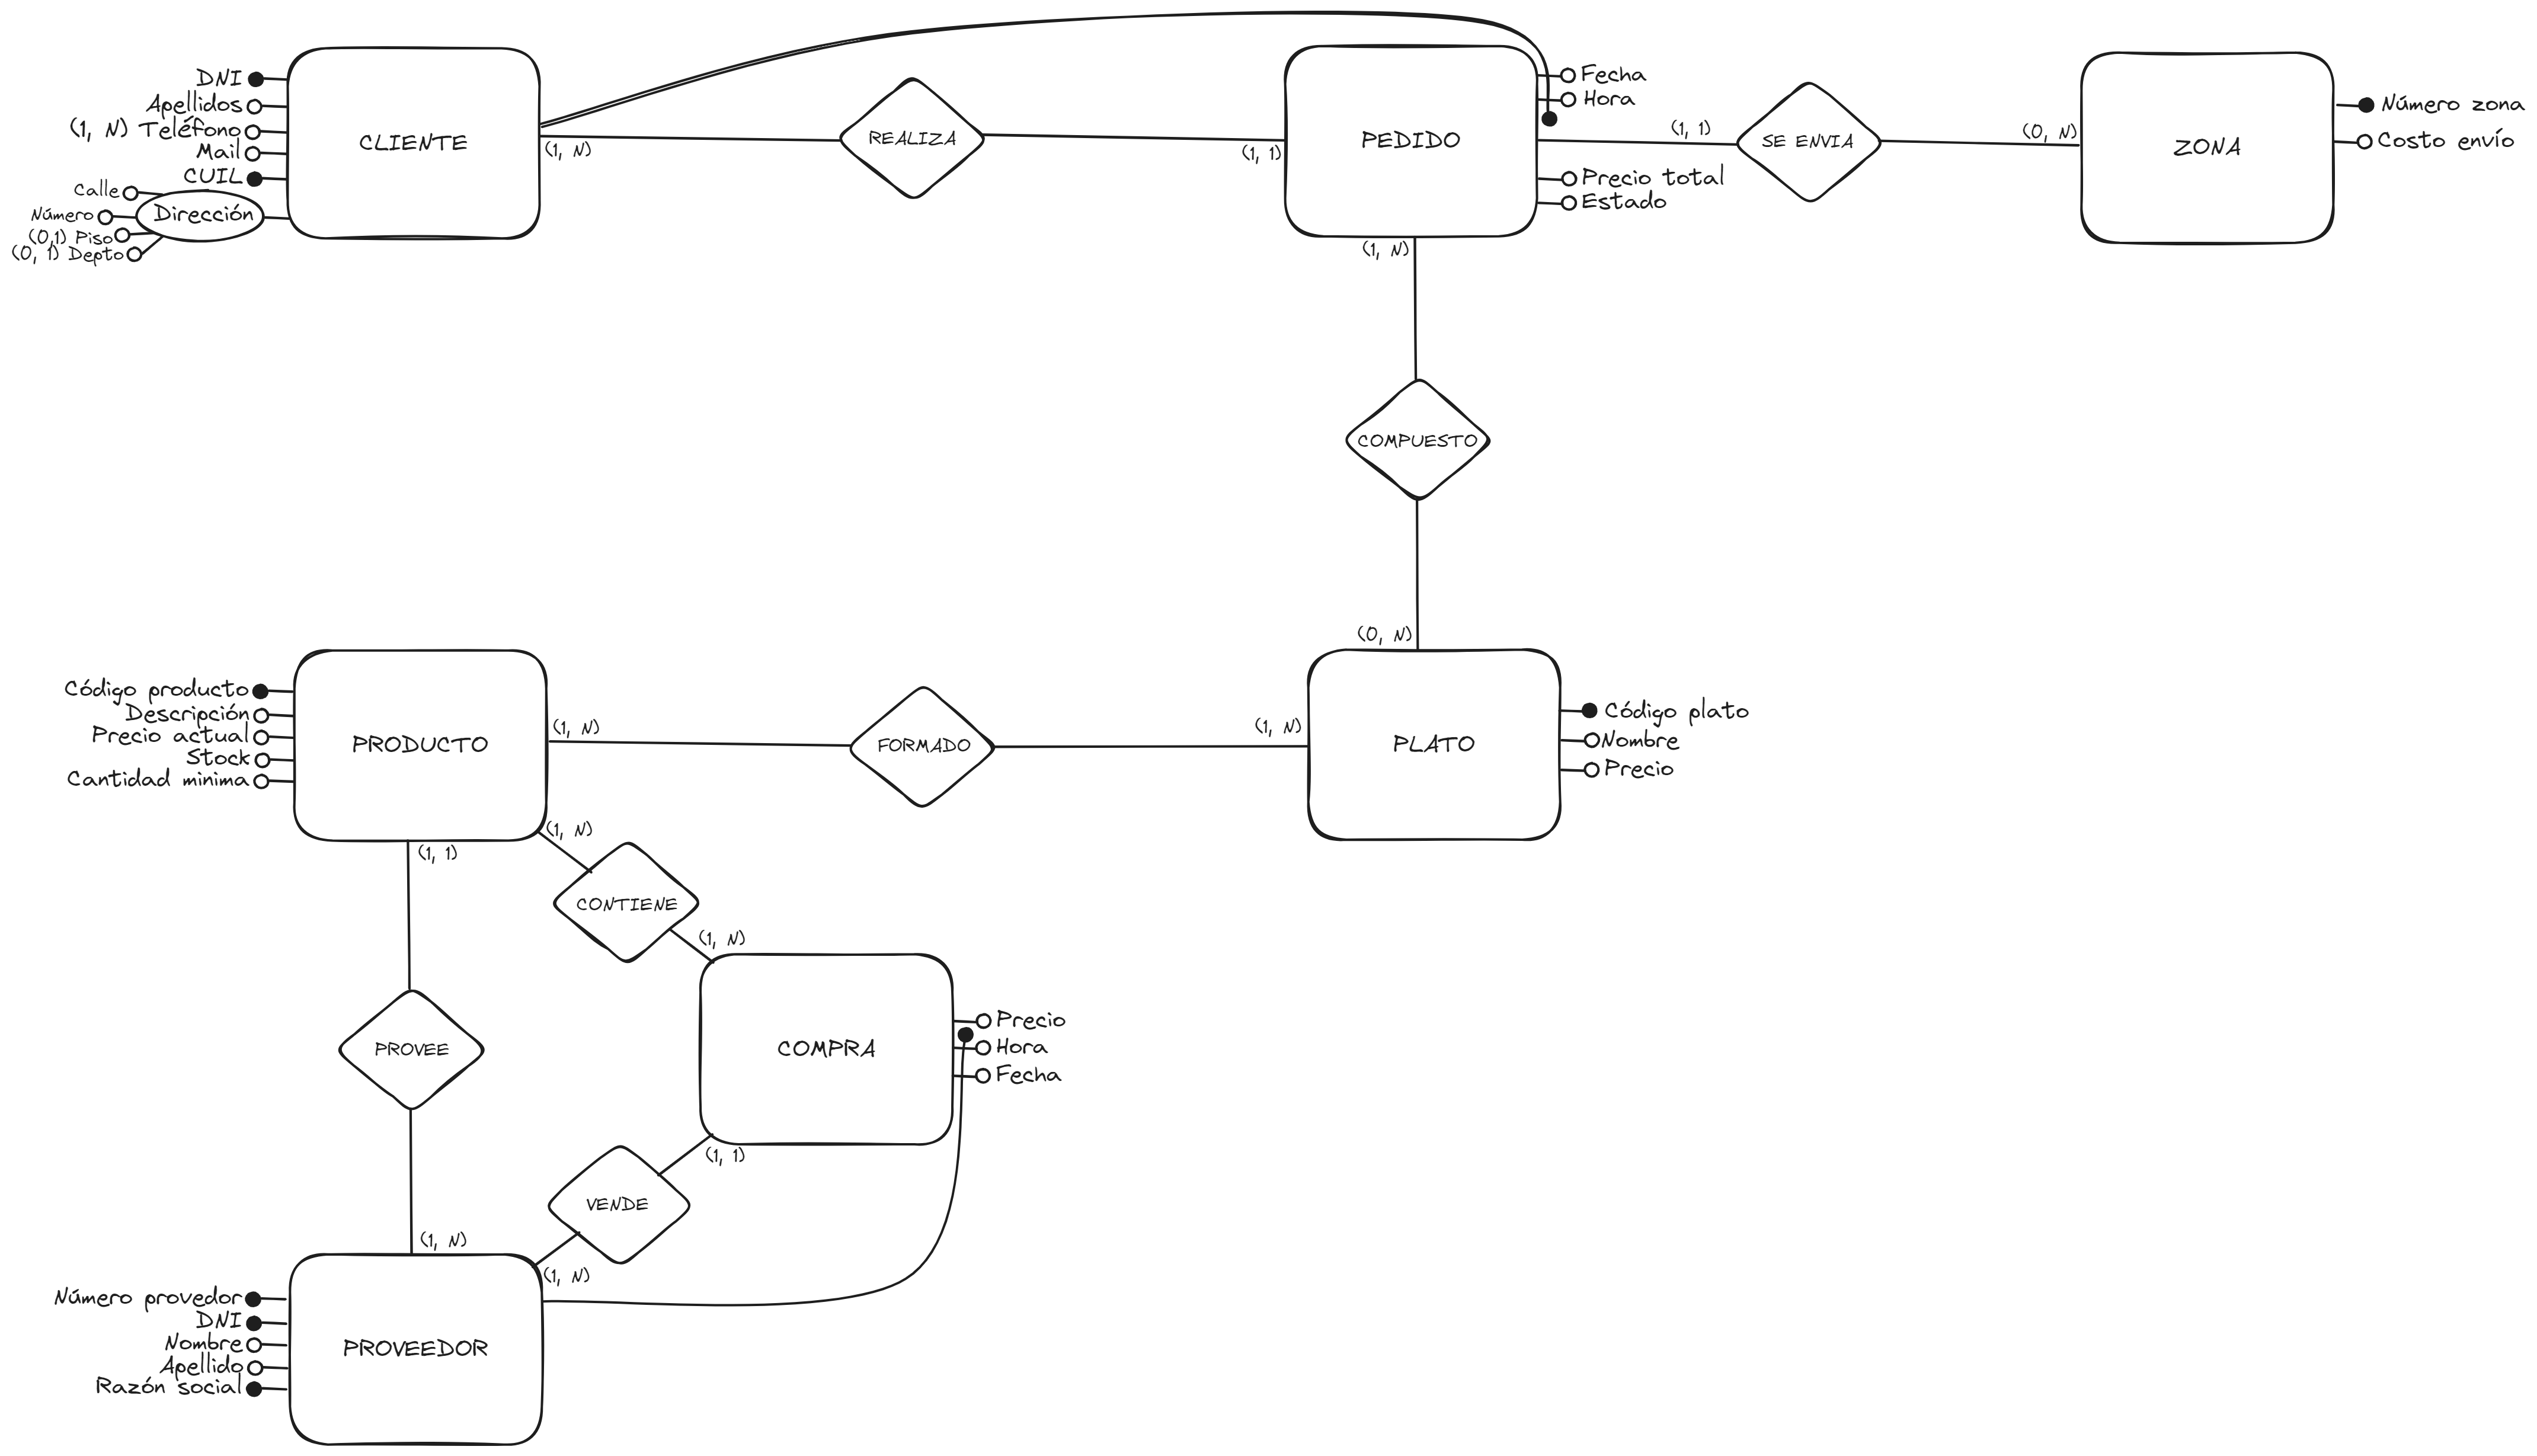 DNI
Apellidos
(1, N) Teléfono
Mail
CUIL
Calle
Número
(0,1) Piso
(0, 1) Depto
Dirección
CLIENTE
(1, N)
REALIZA
(1, 1)
PEDIDO
Fecha
Hora
Precio total
Estado
(1, 1)
SE ENVIA
(0, N)
ZONA
Número zona
Costo envío
(1, N)
COMPUESTO
(0, N)
Código producto
Descripción
Precio actual
Stock
Cantidad minima
PRODUCTO
(1, N)
FORMADO
(1, N)
PLATO
Código plato
Nombre
Precio
(1, 1)
(1, N)
CONTIENE
(1, N)
PROVEE
COMPRA
Precio
Hora
Fecha
(1, 1)
VENDE
(1, N)
(1, N)
Número provedor
DNI
Nombre
Apellido
Razón social
PROVEEDOR